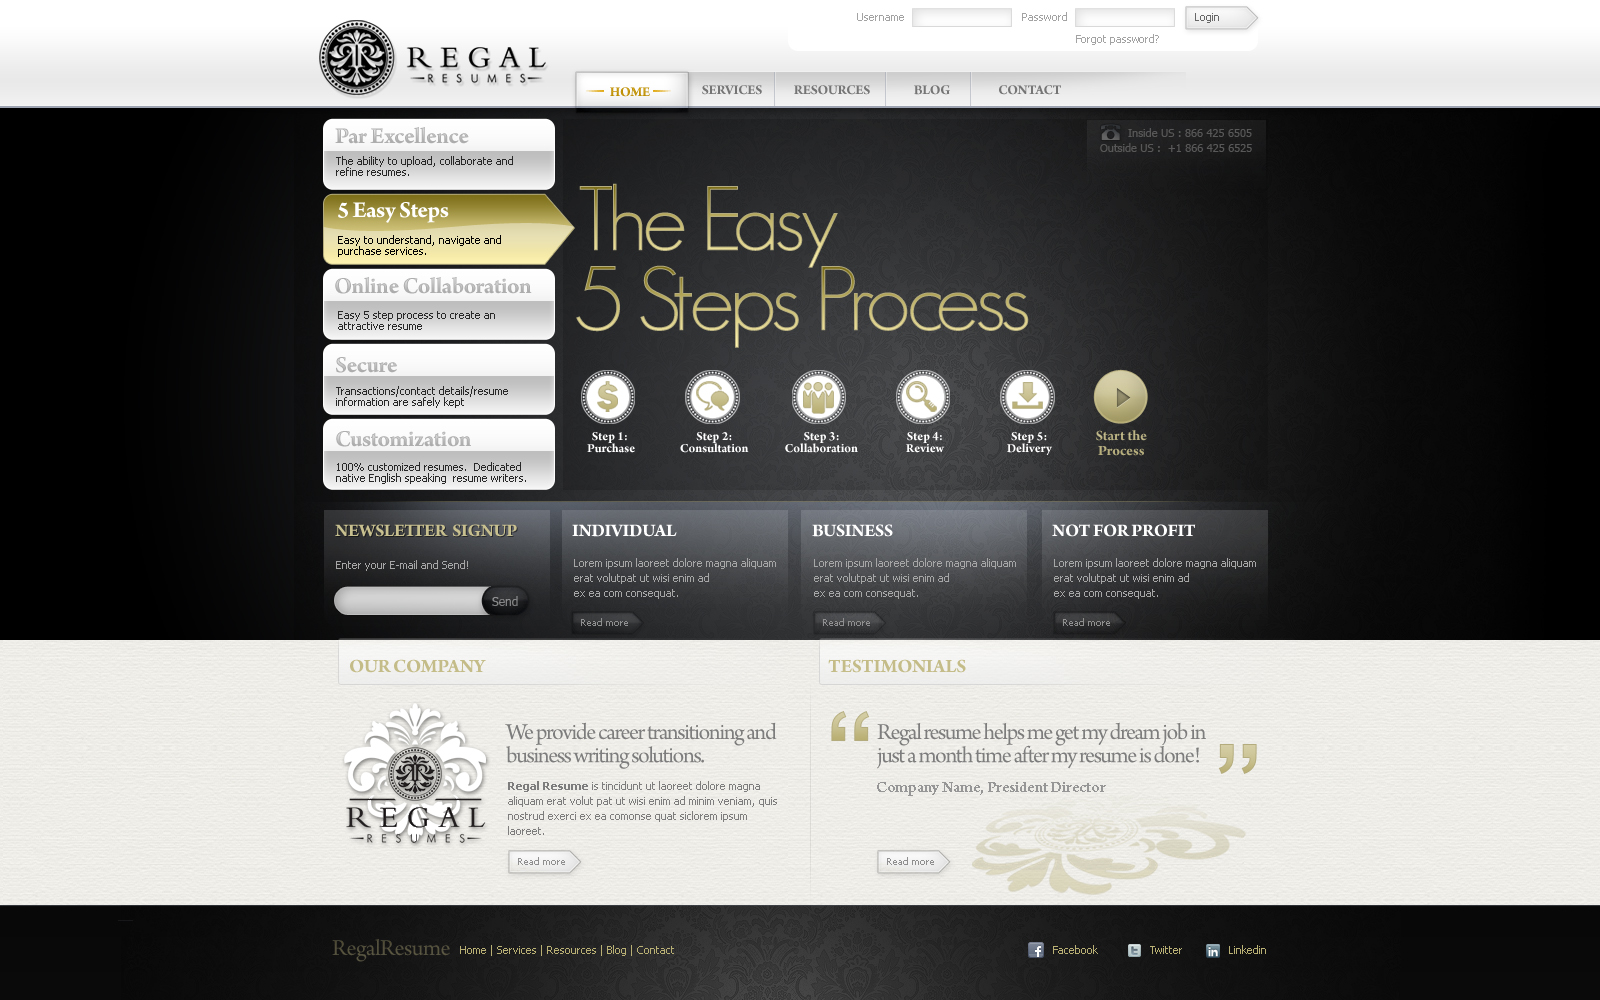 Username
Password
Login
Forgot password?
REGAL
RESUMES
HOME
SERVICES
RESOURCES
BLOG
CONTACT
Par Excellence
The ability to upload, collaborate and
refine resumes.
5 Easy Steps
Easy to understand, navigate and
purchase services.
Online Collaboration
Easy 5 step process to create an
attractive resume
Secure
Transactions/contact details/resume
information are safely kept
Customization
100% customized resumes.  Dedicated
native English speaking  resume writers.
Inside US : 866 425 6505
Outside US :  +1 866 425 6525
The Easy
5 Steps Process
Step 1:
Purchase
Step 2:
Consultation
Step 3:
Collaboration
Step 4:
Review
Step 5:
Delivery
Start the
Process
NEWSLETTER SIGNUP
Enter your E-mail and Send!
Send
INDIVIDUAL
Lorem ipsum laoreet dolore magna aliquam
erat volutpat ut wisi enim ad
ex ea com consequat.
Read more
BUSINESS
Lorem ipsum laoreet dolore magna aliquam
erat volutpat ut wisi enim ad
ex ea com consequat.
Read more
NOT FOR PROFIT
Lorem ipsum laoreet dolore magna aliquam
erat volutpat ut wisi enim ad
ex ea com consequat.
Read more
OUR COMPANY
REGAL
RESUMES
We provide career transitioning and
business writing solutions.
Regal Resume is tincidunt ut laoreet dolore magna
aliquam erat volut pat ut wisi enim ad minim veniam, quis
nostrud exerci ex ea comonse quat siclorem ipsum
laoreet.
Read more
TESTIMONIALS
“ Regal resume helps me get my dream job in
just a month time after my resume is done! ”
Company Name, President Director
Read more
RegalResume
Home | Services | Resources | Blog | Contact
Facebook
Twitter
Linkedin